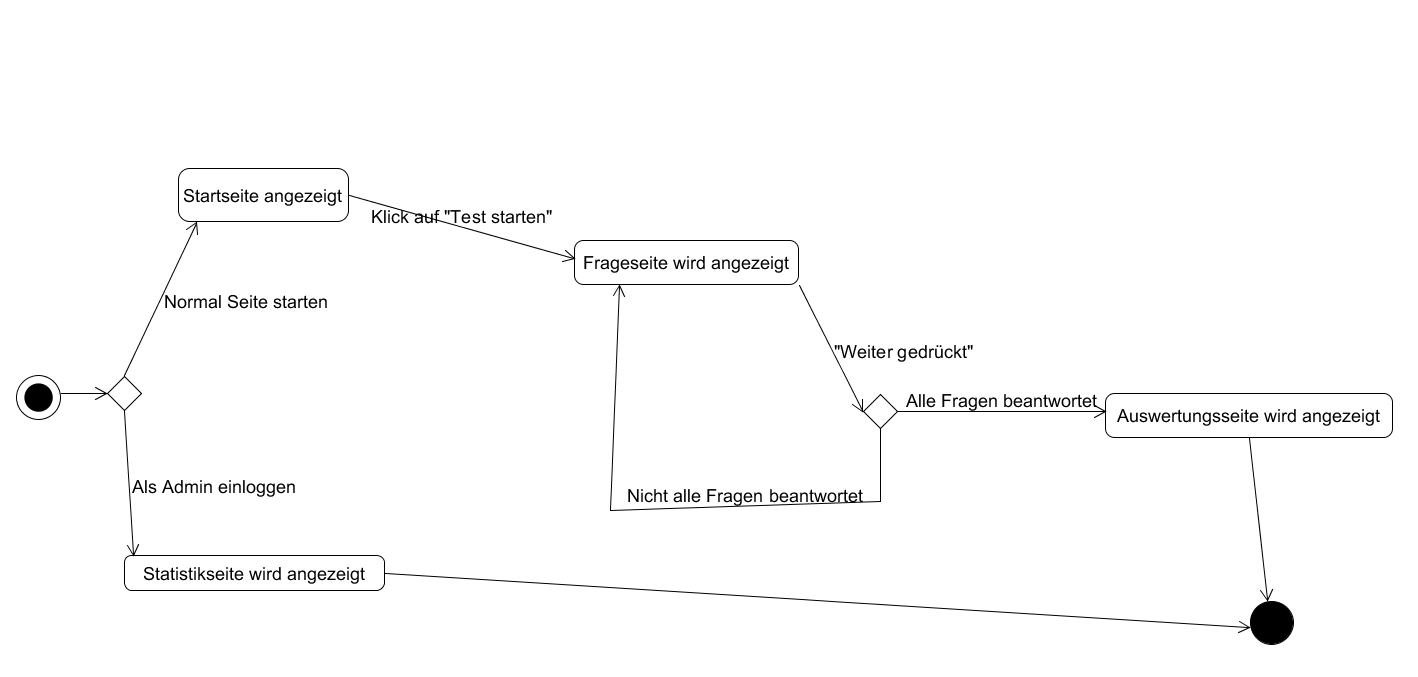 Startseite angezeigt
Klick auf "Test starten"
Frageseite wird angezeigt
Normal Seite starten
"Weiter gedrückt"
Alle Fragen beantwortet
Auswertungsseite wird angezeigt
Als Admin einloggen
Nicht alle Fragen beantwortet
Statistikseite wird angezeigt